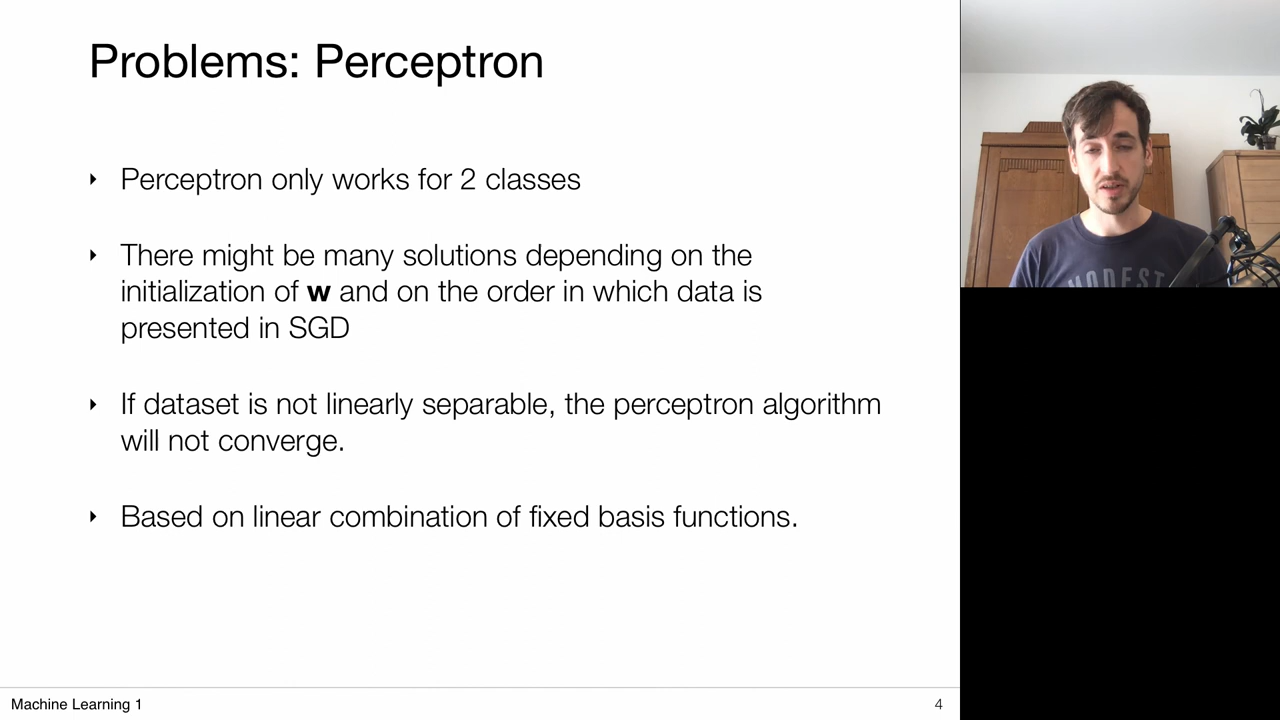 Problems: Perceptron
‣ Perceptron only works for 2 classes
‣ There might be many solutions depending on the
initialization of w and on the order in which data is
presented in SGD
‣ If dataset is not linearly separable, the perceptron algorithm
will not converge.
‣ Based on linear combination of fixed basis functions.
MODEST
Machine Learning 1
4